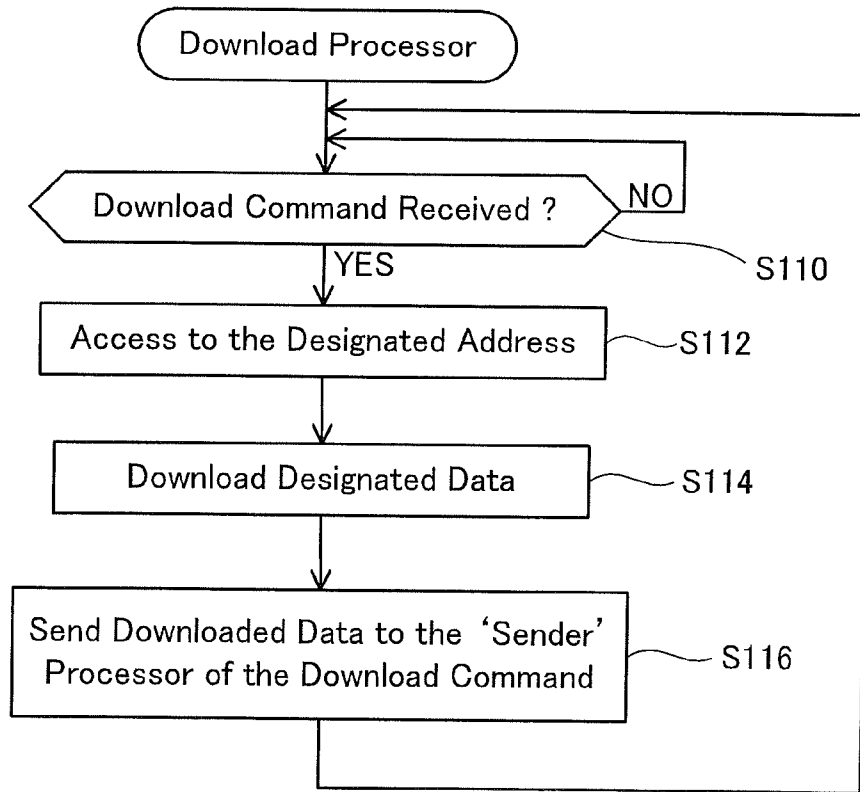 Download Processor
Download Command Received ?
NO
S110
YES
Access to the Designated Address
S112
Download Designated Data
S114
Send Downloaded Data to the ‘Sender’
Processor of the Download Command
S116